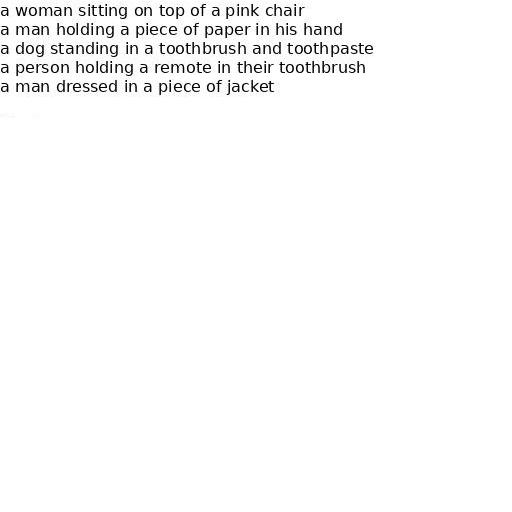 a woman sitting on top of a pink chair
a man holding a piece of paper in his hand
a dog standing in a toothbrush and toothpaste
a person holding a remote in their toothbrush
a man dressed in a piece of jacket